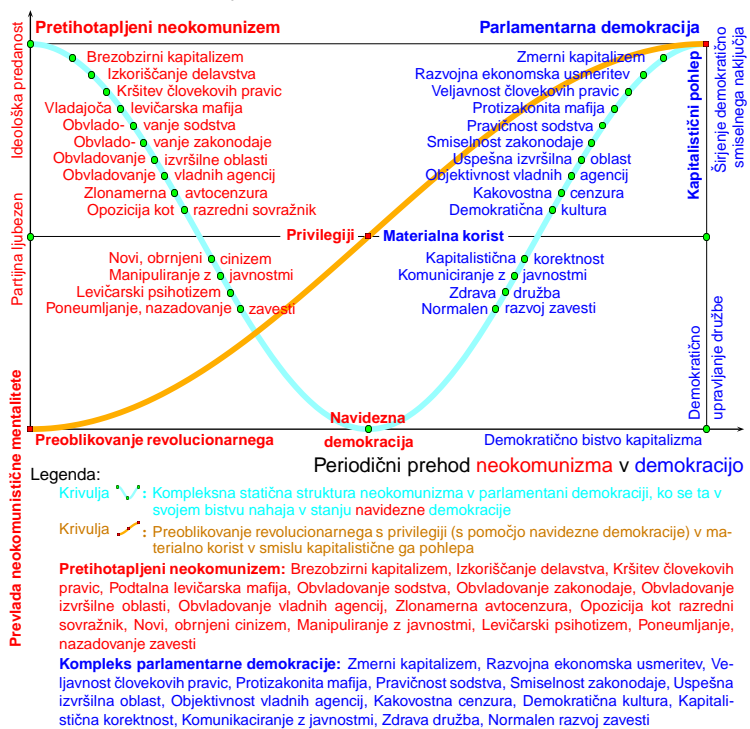 Pretihotapljeni neokomunizem
Parlamentarna demokracija
Brezobzirni kapitalizem
Izkoriščanje delavstva
Kršitev človekovih pravic
Vladajoča levičarska mafija
Obvlado- vanje sodstva
Obvlado- vanje zakonodaje
Obvladovanje izvršilne oblasti
Obvladovanje vladnih agencij
Zlonamerna avtocenzura
Opozicija kot razredni sovražnik
Zmerni kapitalizem
Razvojna ekonomska usmeritev
Veljavnost človekovih pravic
Protizakonita mafija
Pravičnost sodstva
Smiselnost zakonodaje
Uspešna izvršilna oblast
Objektivnost vladnih agencij
Kakovostna cenzura
Demokratična kultura
Privilegiji
Materialna korist
Novi, obrnjeni cinizem
Manipuliranje z javnostmi
Levičarski psihotizem
Poneumljanje, nazadovanje zavesti
Kapitalistična korektnost
Komuniciranje z javnostmi
Zdrava družba
Normalen razvoj zavesti
Ideološka predanost
Partijna ljubezen
Prevlada neokomunistične mentalitete
Kapitalistični pohlep
Širjenje demokratično
smiselnega naključja
Demokratično
upravljanje družbe
Preoblikovanje revolucionarnega
Navidezna
demokracija
Demokratično bistvo kapitalizma
Periodični prehod neokomunizma v demokracijo
Legenda:
Krivulja : Kompleksna statična struktura neokomunizma v parlamentani demokraciji, ko se ta v
svojem bistvu nahaja v stanju navidezne demokracije
Krivulja : Preoblikovanje revolucionarnega s privilegiji (s pomočjo navidezne demokracije) v ma-
terialno korist v smislu kapitalistične ga pohlepa
Pretihotapljeni neokomunizem: Brezobzirni kapitalizem, Izkoriščanje delavstva, Kršitev človekovih
pravic, Podtalna levičarska mafija, Obvladovanje sodstva, Obvladovanje zakonodaje, Obvladovanje
izvršilne oblasti, Obvladovanje vladnih agencij, Zlonamerna avtocenzura, Opozicija kot razredni
sovražnik, Novi, obrnjeni cinizem, Manipuliranje z javnostmi, Levičarski psihotizem, Poneumljanje,
nazadovanje zavesti
Kompleks parlamentarne demokracije: Zmerni kapitalizem, Razvojna ekonomska usmeritev, Ve-
ljavnost človekovih pravic, Protizakonita mafija, Pravičnost sodstva, Smiselnost zakonodaje, Uspešna
izvršilna oblast, Objektivnost vladnih agencij, Kakovostna cenzura, Demokratična kultura, Kapitali-
stična korektnost, Komunikaciranje z javnostmi, Zdrava družba, Normalen razvoj zavesti